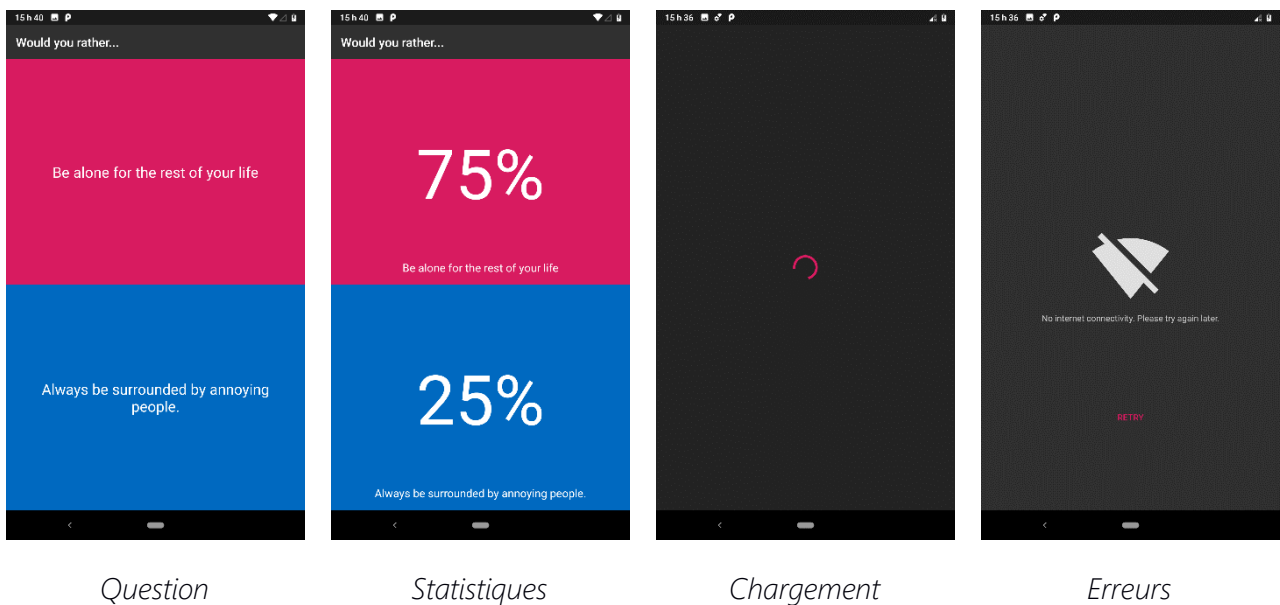 15 h 40 P
Would you rather...
Be alone for the rest of your life
Always be surrounded by annoying
people.
Question
15 h 40 P
Would you rather...
75%
Be alone for the rest of your life
25%
Always be surrounded by annoying people.
Statistiques
15 h 36 P
Chargement
15 h 36 P
No internet connectivity. Please try again later.
RETRY
Erreurs